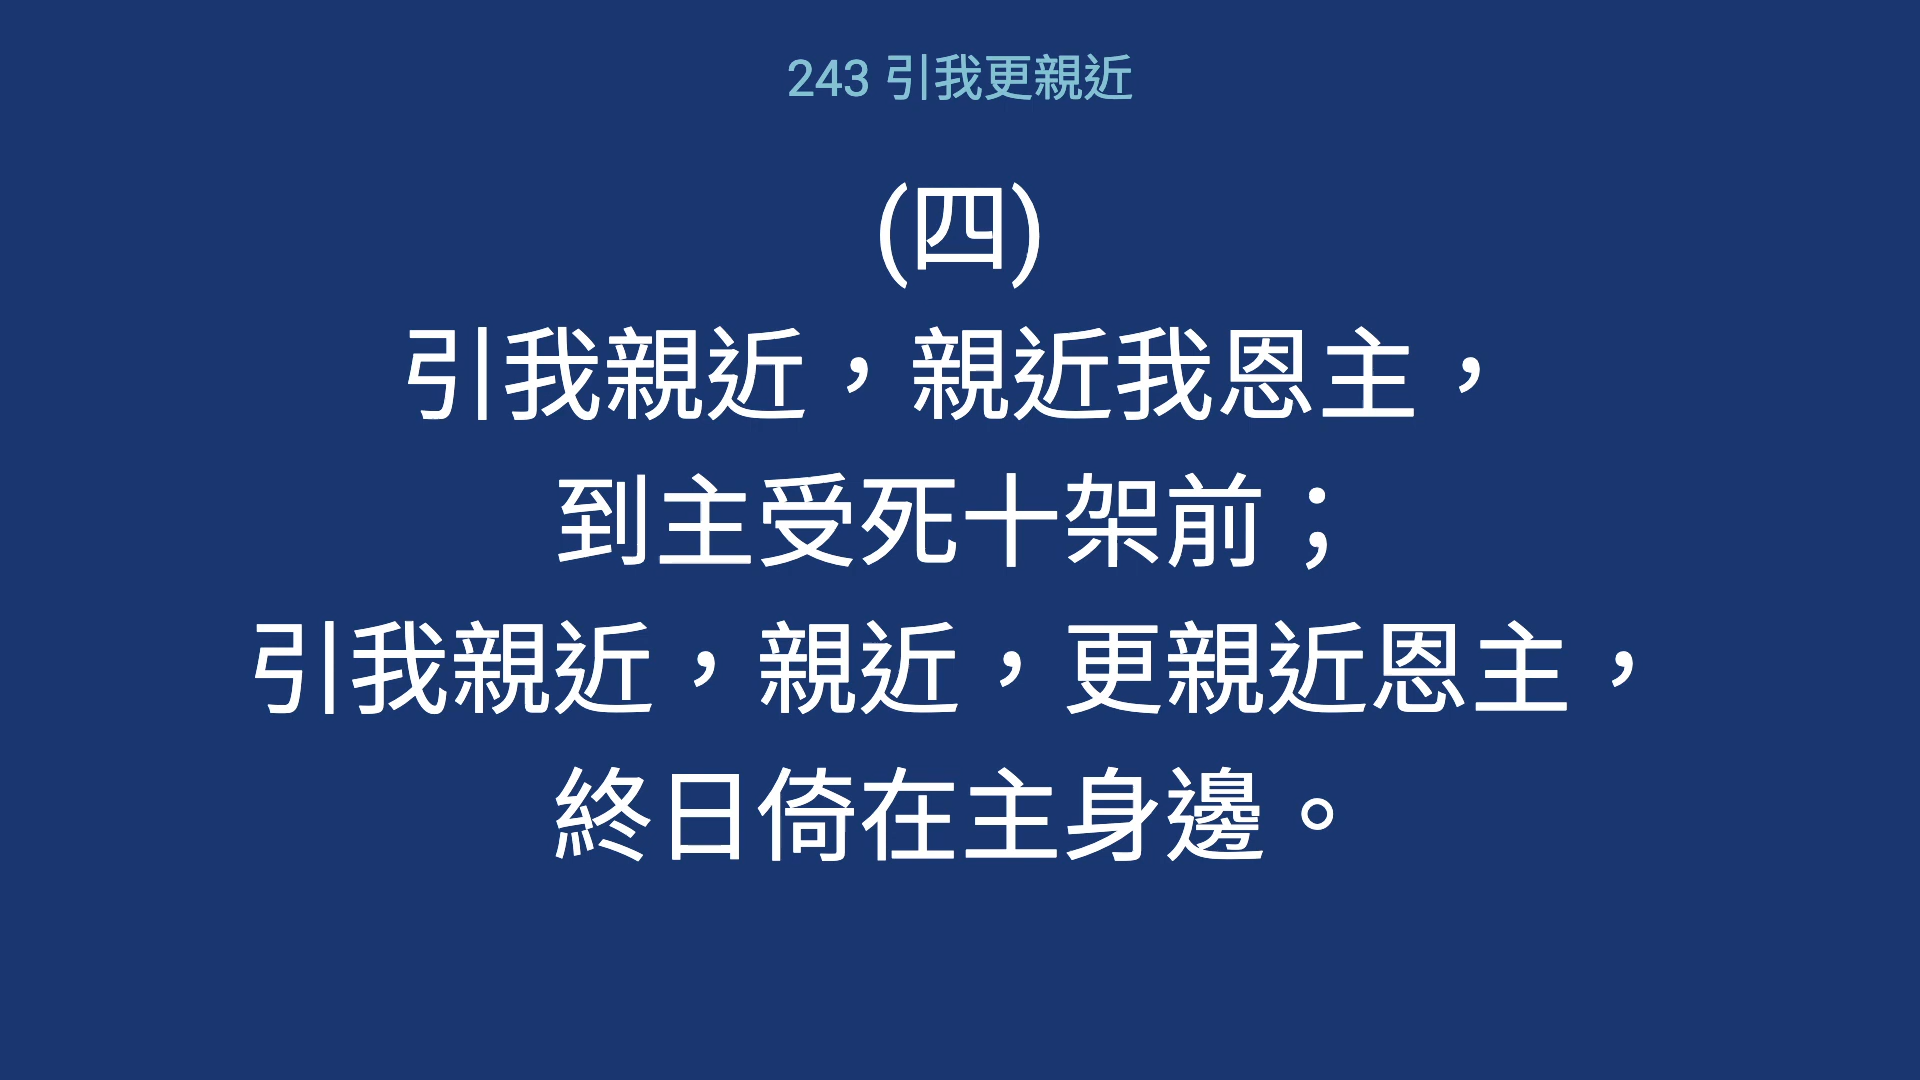 243 引我更親近
(四)
引我親近，親近我恩主，
到主受死十架前；
引我親近，親近，更親近恩主，
終日倚在主身邊。